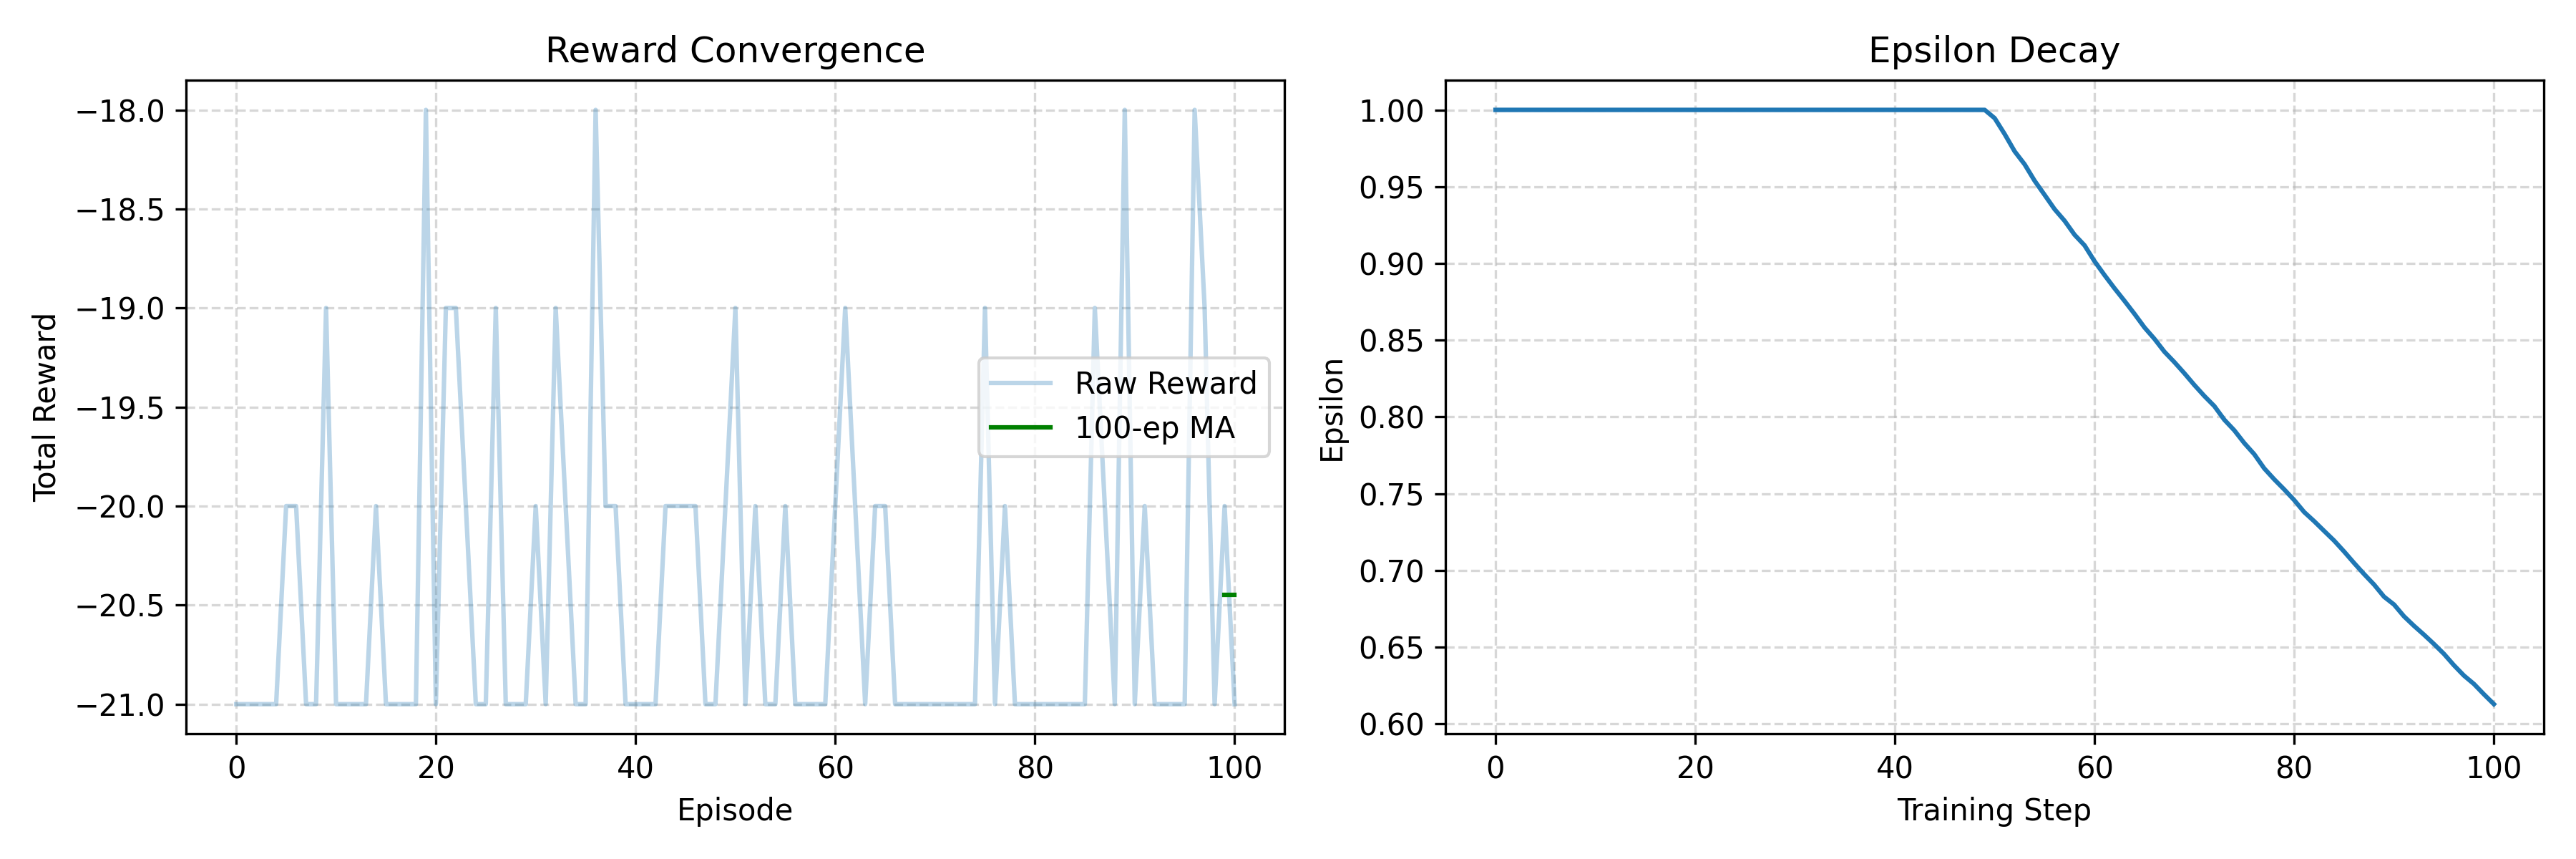 Reward Convergence
−18.0
−18.5
−19.0
−19.5
−20.0
−20.5
−21.0
Total Reward
0 20 40 60 80 100
Episode
Raw Reward
100-ep MA
Epsilon Decay
1.00
0.95
0.90
0.85
0.80
0.75
0.70
0.65
0.60
Epsilon
0 20 40 60 80 100
Training Step